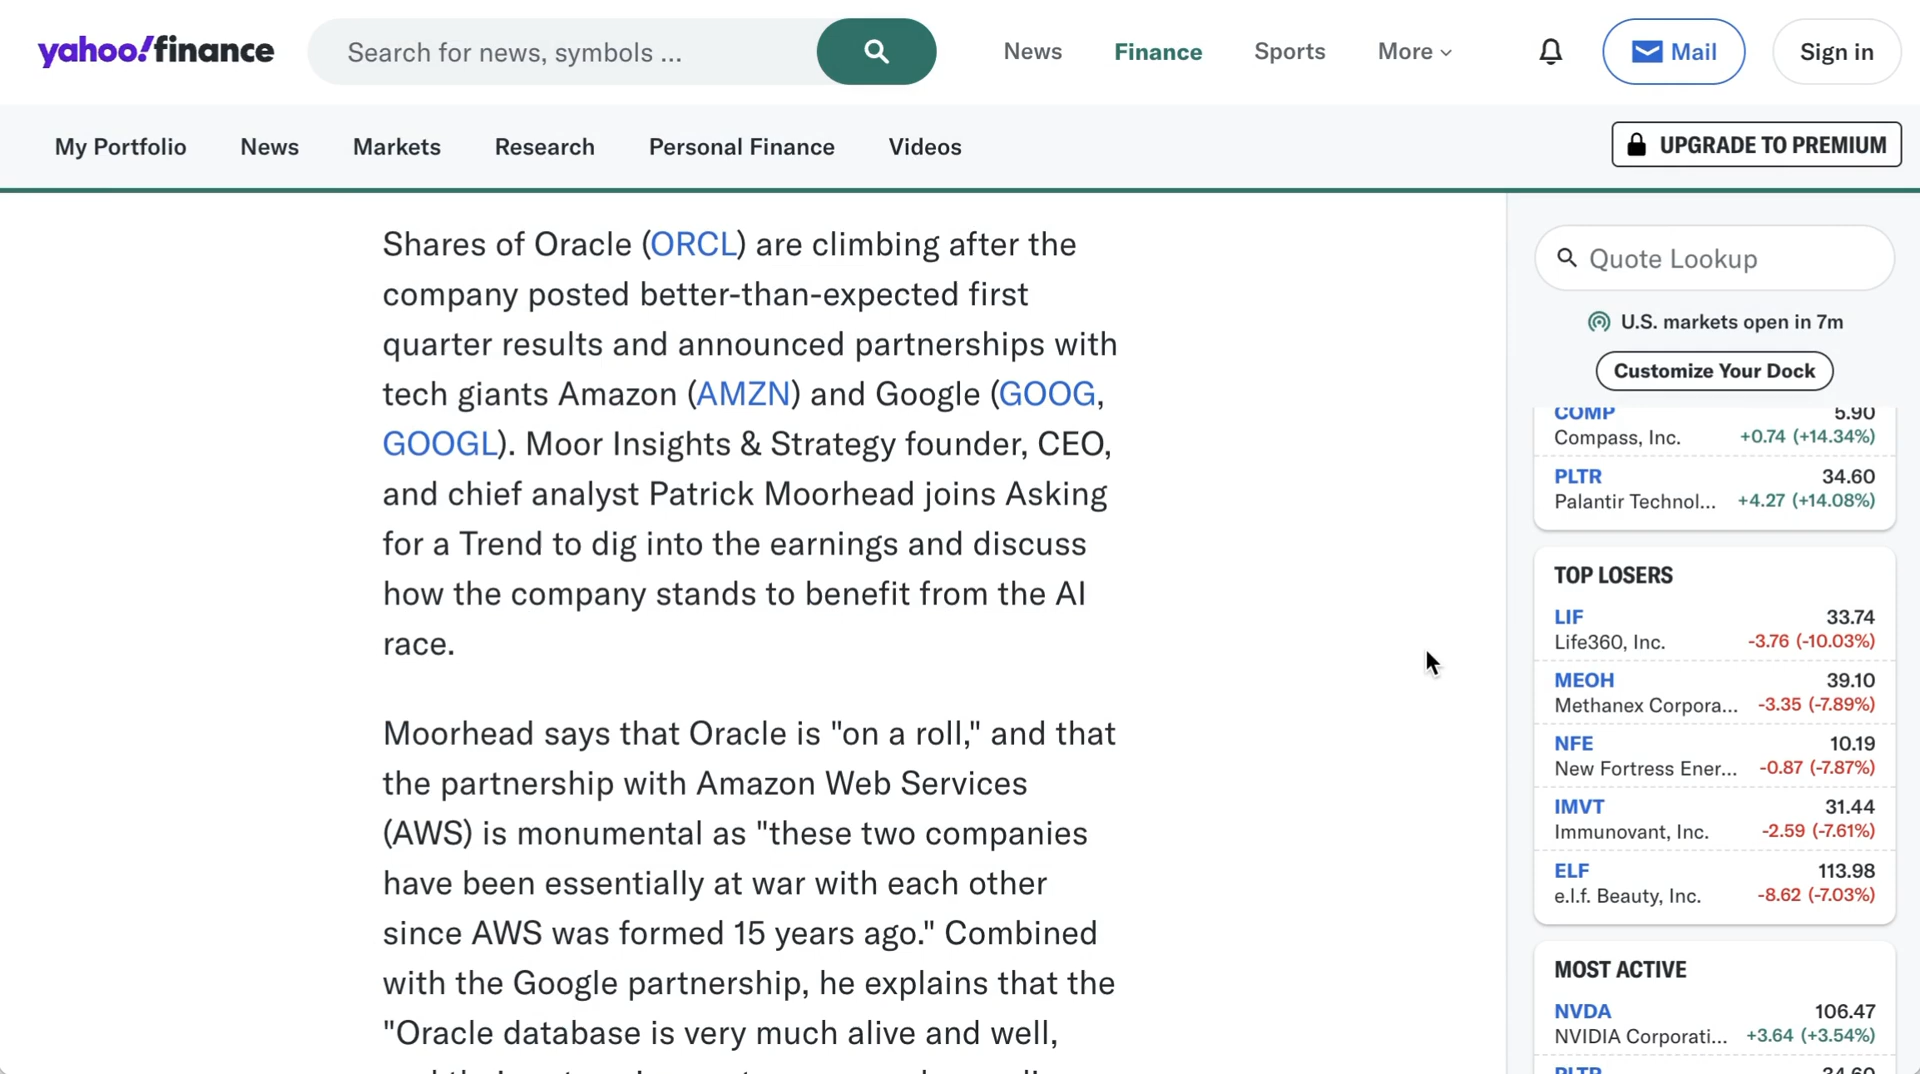 yahoo!finance
Search for news, symbols ...
News
Finance
Sports
More
Mail
Sign in
My Portfolio
News
Markets
Research
Personal Finance
Videos
UPGRADE TO PREMIUM
Shares of Oracle (ORCL) are climbing after the
company posted better-than-expected first
quarter results and announced partnerships with
tech giants Amazon (AMZN) and Google (GOOG,
GOOGL). Moor Insights & Strategy founder, CEO,
and chief analyst Patrick Moorhead joins Asking
for a Trend to dig into the earnings and discuss
how the company stands to benefit from the AI
race.
Moorhead says that Oracle is "on a roll," and that
the partnership with Amazon Web Services
(AWS) is monumental as "these two companies
have been essentially at war with each other
since AWS was formed 15 years ago." Combined
with the Google partnership, he explains that the
"Oracle database is very much alive and well,
Quote Lookup
U.S. markets open in 7m
Customize Your Dock
COMP 5.90
Compass, Inc. +0.74 (+14.34%)
PLTR 34.60
Palantir Technol... +4.27 (+14.08%)
TOP LOSERS
LIF 33.74
Life360, Inc. -3.76 (-10.03%)
MEOH 39.10
Methanex Corpora... -3.35 (-7.89%)
NFE 10.19
New Fortress Ener... -0.87 (-7.87%)
IMVT 31.44
Immunovant, Inc. -2.59 (-7.61%)
ELF 113.98
e.l.f. Beauty, Inc. -8.62 (-7.03%)
MOST ACTIVE
NVDA 106.47
NVIDIA Corporati... +3.64 (+3.54%)
PLTR 34.60